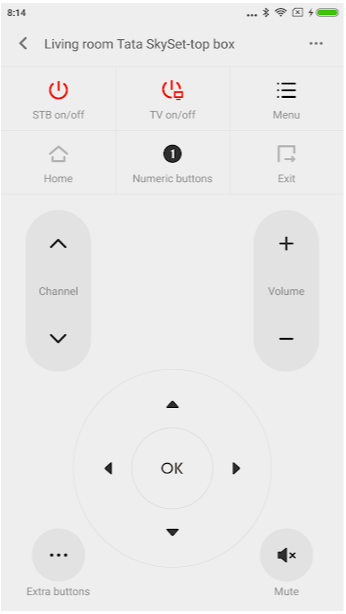 8:14
Living room Tata SkySet-top box
STB on/off
TV on/off
Menu
Home
1
Numeric buttons
Exit
Channel
Volume
OK
Extra buttons
Mute